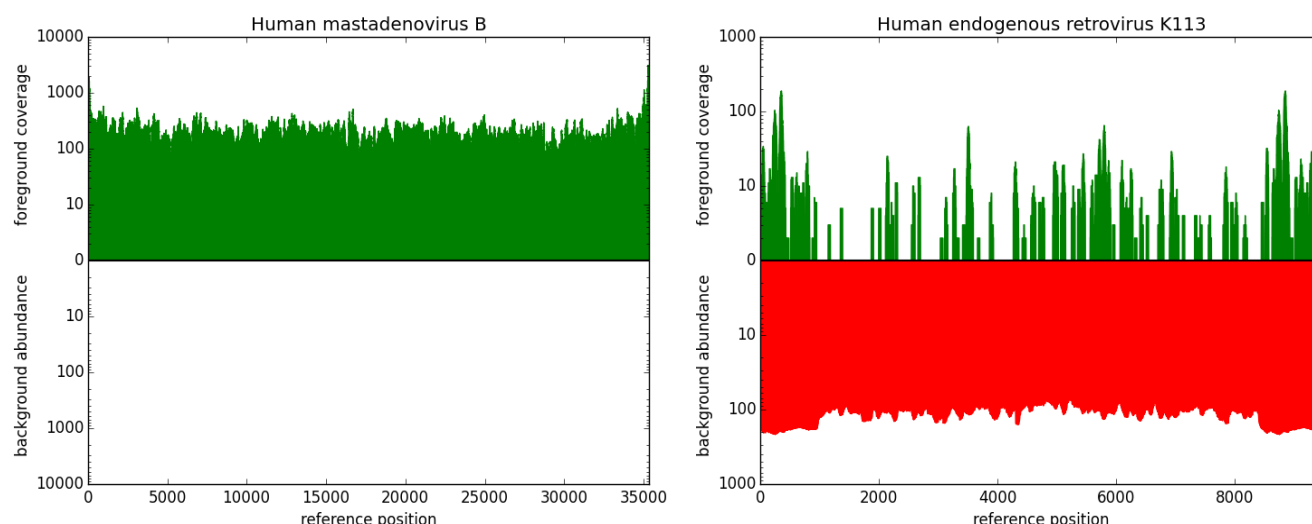 Human mastadenovirus B
10000
1000
100
10
0
10
100
1000
10000
foreground coverage
background abundance
0 5000 10000 15000 20000 25000 30000 35000
reference position
Human endogenous retrovirus K113
1000
100
10
0
10
100
1000
foreground coverage
background abundance
0 2000 4000 6000 8000
reference position